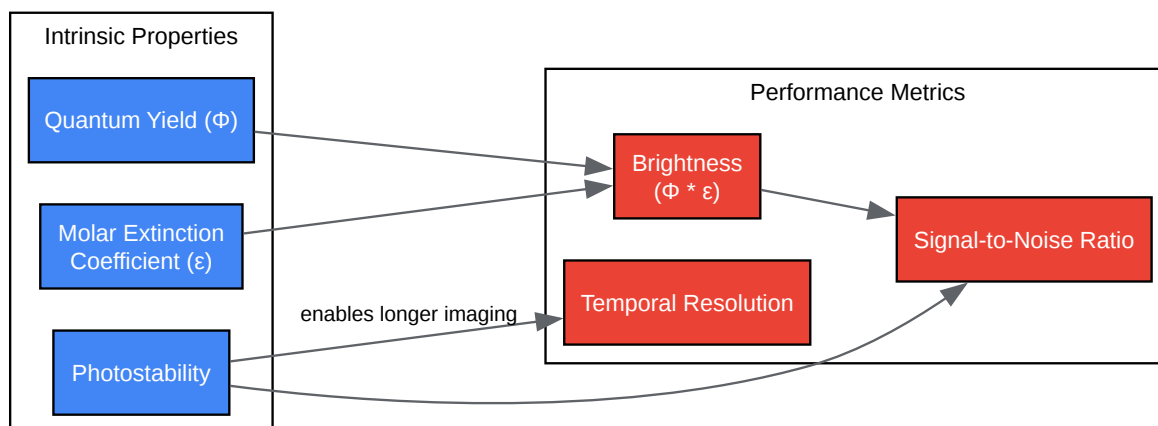 Intrinsic Properties
Quantum Yield (Φ)
Molar Extinction
Coefficient (ε)
Photostability
enables longer imaging
Performance Metrics
Brightness
(Φ * ε)
Temporal Resolution
Signal-to-Noise Ratio